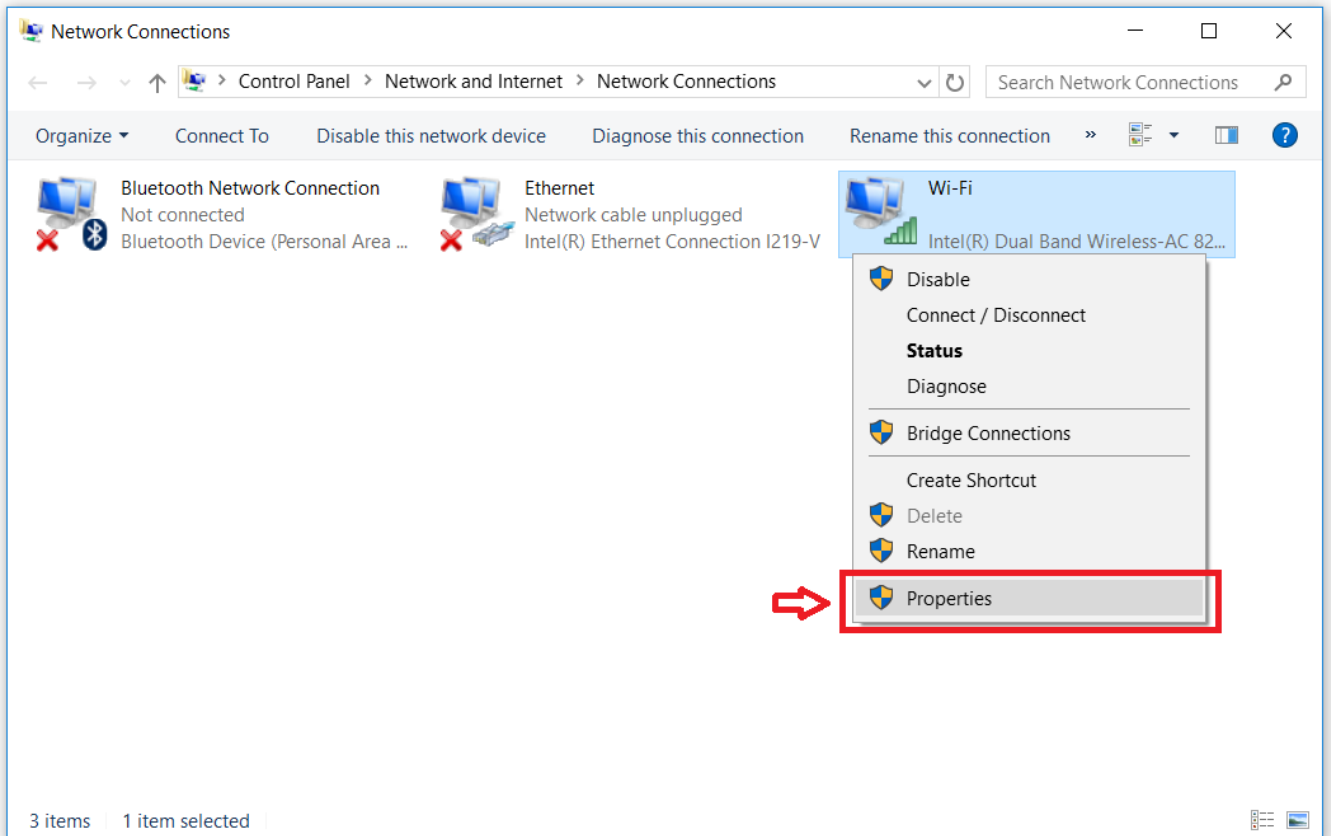 Network Connections
Control Panel > Network and Internet > Network Connections
Search Network Connections
Organize
Connect To
Disable this network device
Diagnose this connection
Rename this connection
»
?
Bluetooth Network Connection
Not connected
Bluetooth Device (Personal Area ...
Ethernet
Network cable unplugged
Intel(R) Ethernet Connection I219-V
Wi-Fi
Intel(R) Dual Band Wireless-AC 82...
Disable
Connect / Disconnect
Status
Diagnose
Bridge Connections
Create Shortcut
Delete
Rename
Properties
3 items
1 item selected